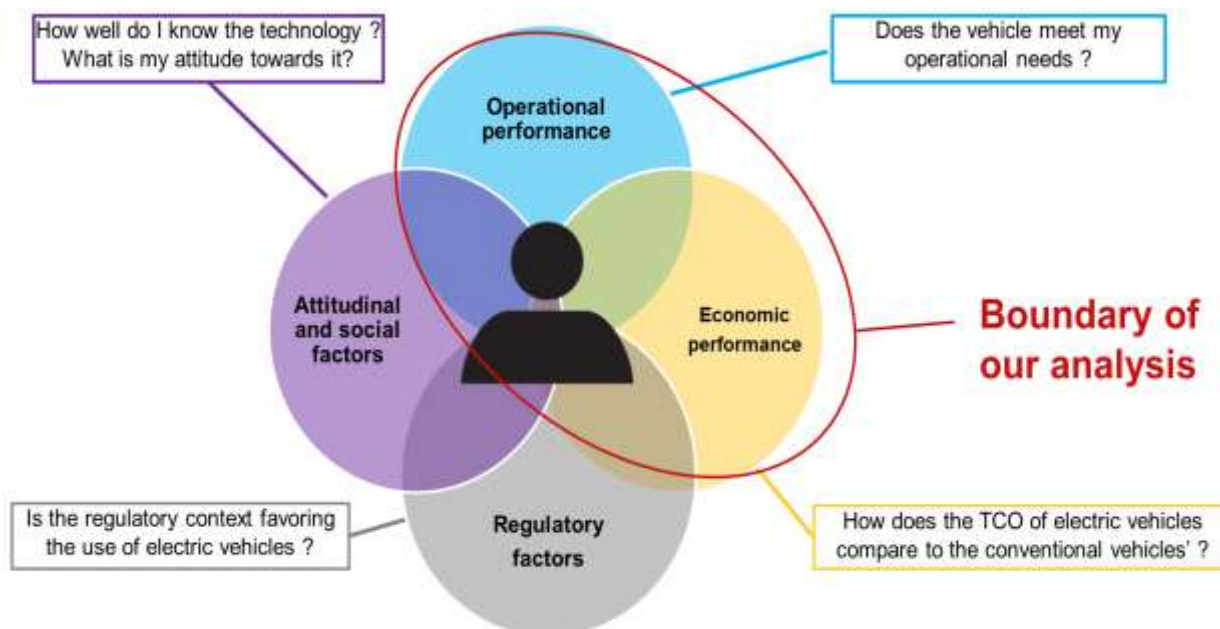 How well do I know the technology ?
What is my attitude towards it?
Does the vehicle meet my
operational needs ?
Operational
performance
Attitudinal
and social
factors
Economic
performance
Boundary of
our analysis
Is the regulatory context favoring
the use of electric vehicles ?
Regulatory
factors
How does the TCO of electric vehicles
compare to the conventional vehicles’ ?